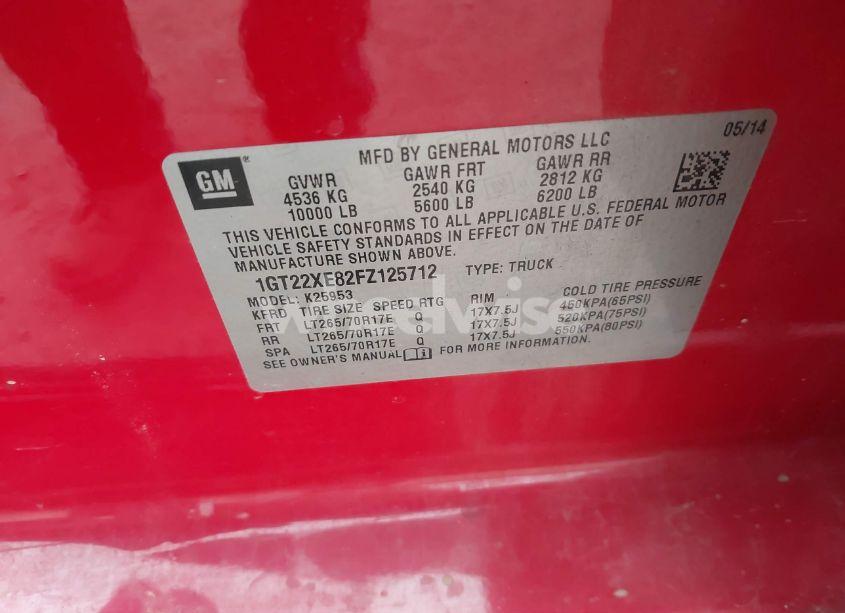 05/14
GM
MFD BY GENERAL MOTORS LLC
GVWR GAWR FRT GAWR RR
4536 KG 2540 KG 2812 KG
10000 LB 5600 LB 6200 LB
THIS VEHICLE CONFORMS TO ALL APPLICABLE U.S. FEDERAL MOTOR
VEHICLE SAFETY STANDARDS IN EFFECT ON THE DATE OF
MANUFACTURE SHOWN ABOVE.
1GT22XE82FZ125712 TYPE: TRUCK
MODEL: K25953
KFRD TIRE SIZE SPEED RTG RIM COLD TIRE PRESSURE
FRT LT265/70R17E Q 17X7.5J 450KPA(65PSI)
RR LT265/70R17E Q 17X7.5J 520KPA(75PSI)
SPA LT265/70R17E Q 17X7.5J 550KPA(80PSI)
SEE OWNER'S MANUAL FOR MORE INFORMATION.